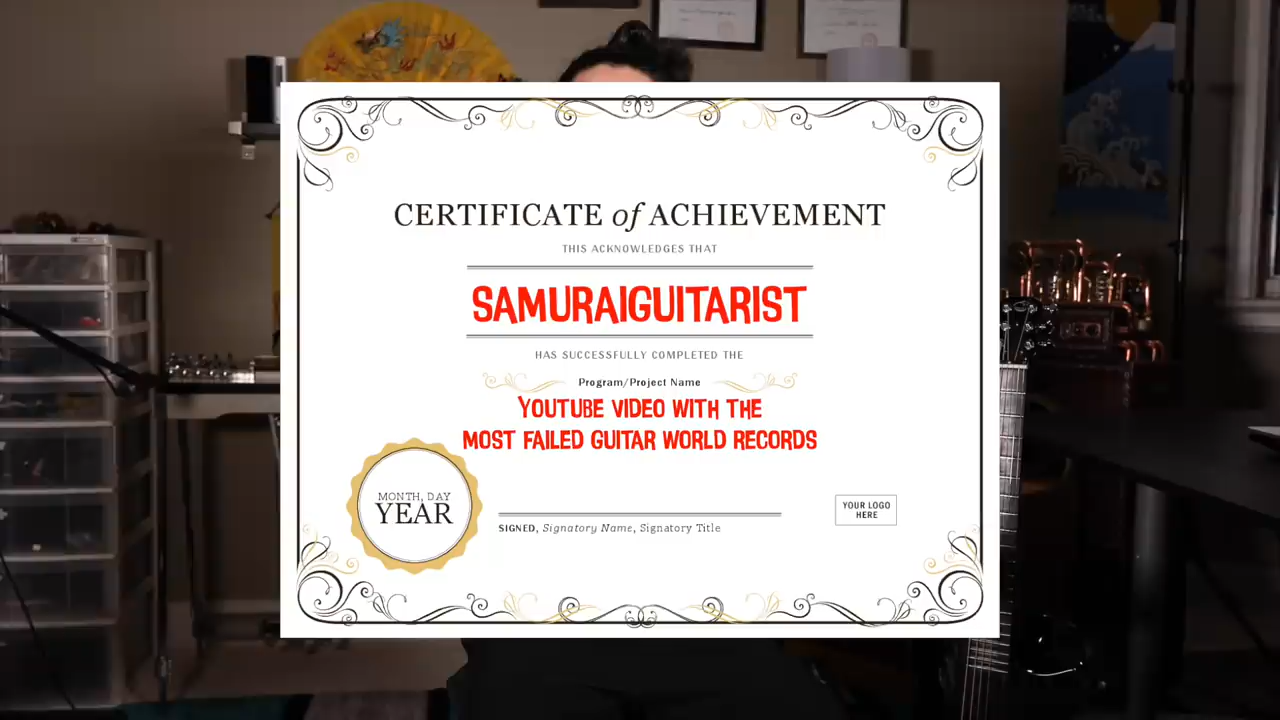 CERTIFICATE of ACHIEVEMENT
THIS ACKNOWLEDGES THAT
SAMURAIGUITARIST
HAS SUCCESSFULLY COMPLETED THE
Program/Project Name
YOUTUBE VIDEO WITH THE
MOST FAILED GUITAR WORLD RECORDS
MONTH, DAY
YEAR
SIGNED, Signatory Name, Signatory Title
YOUR LOGO
HERE